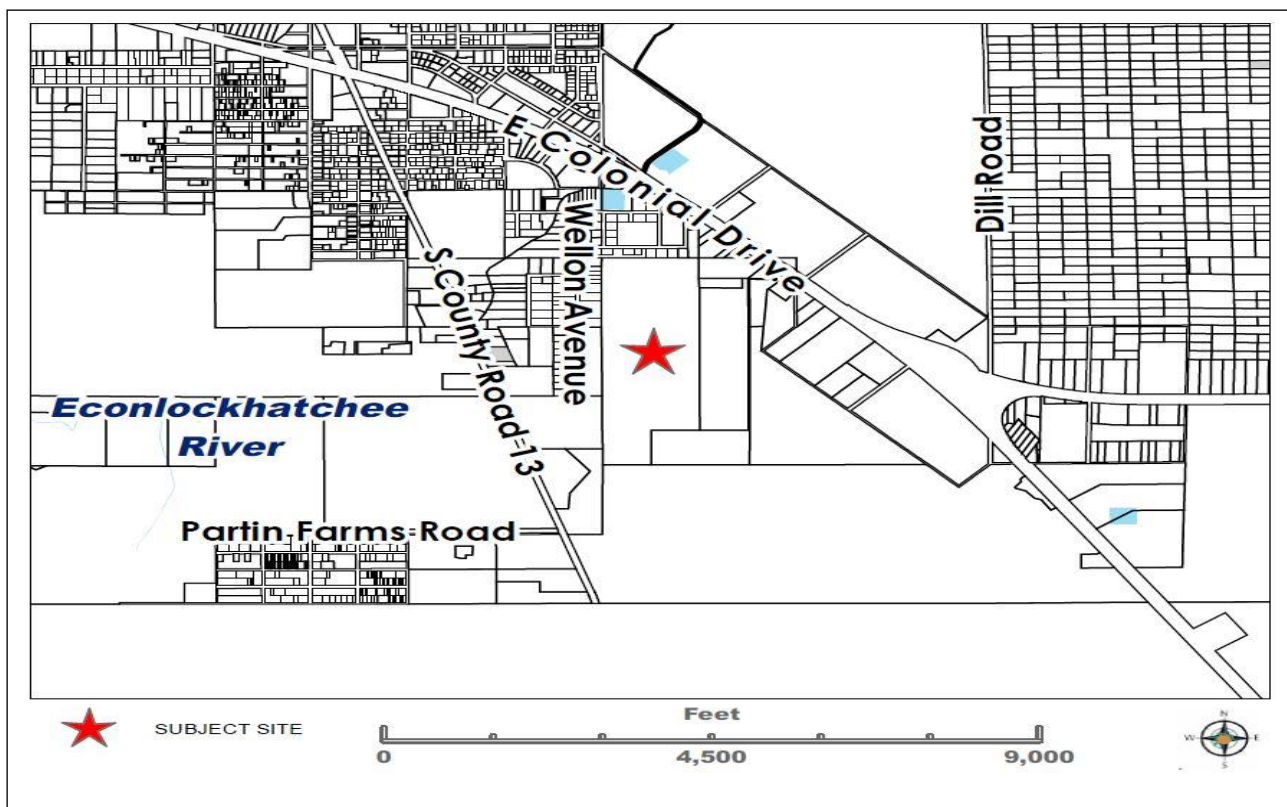 E Colonial Drive
Dill Road
Wellon Avenue
S County Road 13
Econlockhatchee
River
Partin Farms Road
SUBJECT SITE
Feet
0 4,500 9,000
N
W E
S